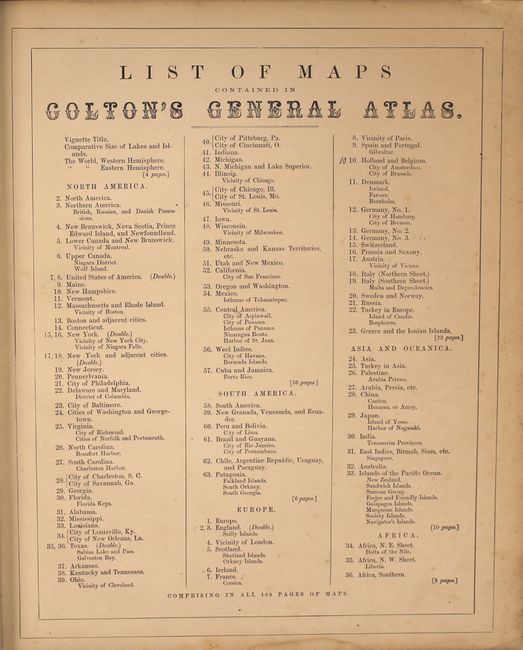 LIST OF MAPS
CONTAINED IN
COLTON'S GENERAL ATLAS.
Vignette Title.
Comparative Size of Lakes and Isl-
ands.
The World, Western Hemisphere.
" " Eastern Hemisphere.
[4 pages.]
NORTH AMERICA.
2. North America.
3. Northern America.
British, Russian, and Danish Posses-
sions.
4. New Brunswick, Nova Scotia, Prince
Edward Island, and Newfoundland.
5. Lower Canada and New Brunswick.
Vicinity of Montreal.
6. Upper Canada.
Niagara District.
Wolf Island.
7, 8. United States of America. (Double.)
9. Maine.
10. New Hampshire.
11. Vermont.
12. Massachusetts and Rhode Island.
Vicinity of Boston.
13. Boston and adjacent cities.
14. Connecticut.
15, 16. New York. (Double.)
Vicinity of New York City.
Vicinity of Niagara Falls.
17, 18. New York and adjacent cities.
(Double.)
19. New Jersey.
20. Pennsylvania.
21. City of Philadelphia.
22. Delaware and Maryland.
District of Columbia.
23. City of Baltimore.
24. Cities of Washington and George-
town.
25. Virginia.
City of Richmond.
Cities of Norfolk and Portsmouth.
26. North Carolina.
Beaufort Harbor.
27. South Carolina.
Charleston Harbor.
28. City of Charleston, S. C.
City of Savannah, Ga.
29. Georgia.
30. Florida.
Florida Keys.
31. Alabama.
32. Mississippi.
33. Louisiana.
34. City of Louisville, Ky.
City of New Orleans, La.
35, 36. Texas. (Double.)
Sabine Lake and Pass.
Galveston Bay.
37. Arkansas.
38. Kentucky and Tennessee.
39. Ohio.
Vicinity of Cleveland.
40. City of Pittsburg, Pa.
City of Cincinnati, O.
41. Indiana.
42. Michigan.
43. N. Michigan and Lake Superior.
44. Illinois.
Vicinity of Chicago.
45. City of Chicago, Ill.
City of St. Louis, Mo.
46. Missouri.
Vicinity of St. Louis.
47. Iowa.
48. Wisconsin.
Vicinity of Milwaukee.
49. Minnesota.
50. Nebraska and Kansas Territories,
etc.
51. Utah and New Mexico.
52. California.
City of San Francisco.
53. Oregon and Washington.
54. Mexico.
Isthmus of Tehuantepec.
55. Central America.
City of Aspinwall.
City of Panama.
Isthmus of Panama.
Nicaragua Route.
Harbor of St. Juan.
56. West Indies.
City of Havana.
Bermuda Islands.
57. Cuba and Jamaica.
Porto Rico.
[56 pages.]
SOUTH AMERICA.
58. South America.
59. New Granada, Venezuela, and Ecua-
dor.
60. Peru and Bolivia.
City of Lima.
61. Brazil and Guayana.
City of Rio Janeiro.
City of Pernambuco.
62. Chile, Argentine Republic, Uruguay,
and Paraguay.
63. Patagonia.
Falkland Islands.
South Orkney.
South Georgia.
[6 pages.]
EUROPE.
1. Europe.
2, 3. England. (Double.)
Scilly Islands.
4. Vicinity of London.
5. Scotland.
Shetland Islands.
Orkney Islands.
6. Ireland.
7. France.
Corsica.
8. Vicinity of Paris.
9. Spain and Portugal.
Gibraltar.
10. Holland and Belgium.
City of Amsterdam.
City of Brussels.
11. Denmark.
Iceland.
Faroer.
Bornholm.
12. Germany, No. 1.
City of Hamburg.
City of Bremen.
13. Germany, No. 2.
14. Germany, No. 3.
15. Switzerland.
16. Prussia and Saxony.
17. Austria.
Vicinity of Vienna.
18. Italy (Northern Sheet.)
19. Italy (Southern Sheet.)
Malta and Dependencies.
20. Sweden and Norway.
21. Russia.
22. Turkey in Europe.
Island of Candia.
Bosphorus.
23. Greece and the Ionian Islands.
[23 pages.]
ASIA AND OCEANICA.
24. Asia.
25. Turkey in Asia.
26. Palestine.
Arabia Petrea.
27. Arabia, Persia, etc.
28. China.
Canton.
Heamun, or Amoy.
29. Japan.
Island of Yesso.
Harbor of Nagasaki.
30. India.
Tenasserim Provinces.
31. East Indies, Birmah, Siam, etc.
Singapore.
32. Australia.
33. Islands of the Pacific Ocean.
New Zealand.
Sandwich Islands.
Samoan Group.
Feejee and Friendly Islands.
Galapagos Islands.
Marquesas Islands.
Society Islands.
Navigator's Islands.
[10 pages.]
AFRICA.
34. Africa, N. E. Sheet.
Delta of the Nile.
35. Africa, N. W. Sheet.
Liberia.
36. Africa, Southern.
[3 pages.]
COMPRISING IN ALL 102 PAGES OF MAPS.